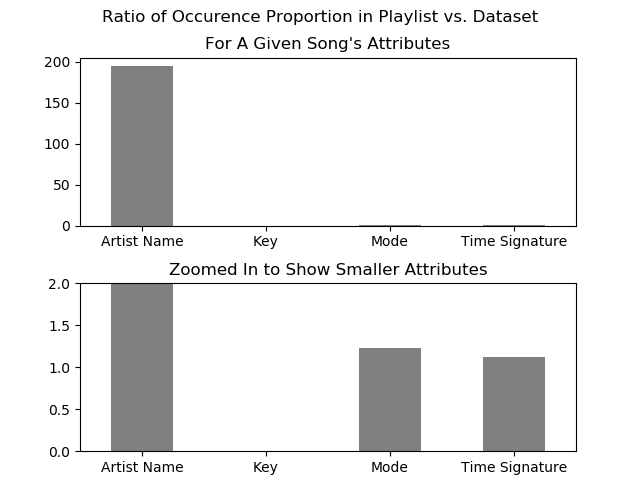 Ratio of Occurence Proportion in Playlist vs. Dataset
For A Given Song's Attributes
200
150
100
50
0
Artist Name Key Mode Time Signature
Zoomed In to Show Smaller Attributes
2.0
1.5
1.0
0.5
0.0
Artist Name Key Mode Time Signature